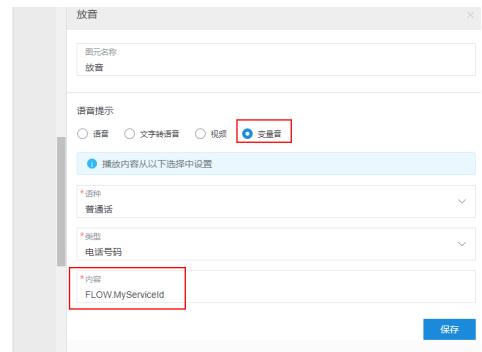 放音
图元名称
放音
语音提示
语音 文字转语音 视频 变量音
播放内容从以下选择中设置
*语种
普通话
*类型
电话号码
*内容
FLOW.MyServiceId
保存